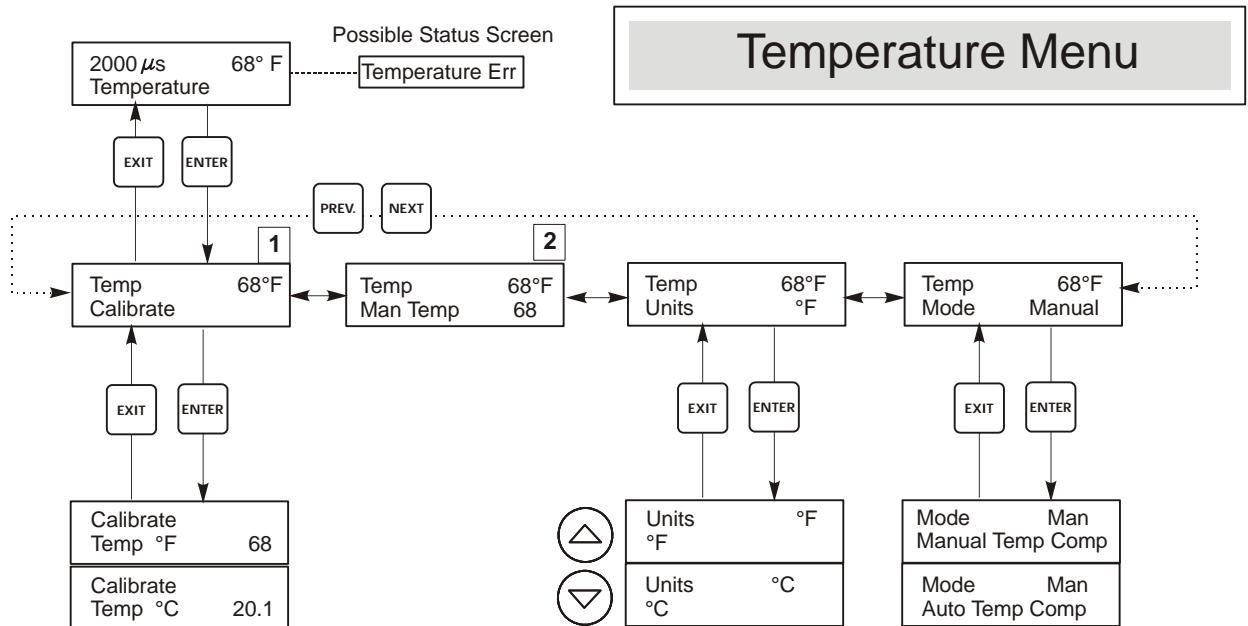 Possible Status Screen
Temperature Menu
2000 µs 68° F
Temperature
Temperature Err
EXIT
ENTER
PREV.
NEXT
1
2
Temp 68°F
Calibrate
Temp 68°F
Man Temp 68
Temp 68°F
Units °F
Temp 68°F
Mode Manual
EXIT
ENTER
EXIT
ENTER
EXIT
ENTER
Calibrate
Temp °F 68
Calibrate
Temp °C 20.1
Units °F
°F
Units °C
°C
Mode Man
Manual Temp Comp
Mode Man
Auto Temp Comp